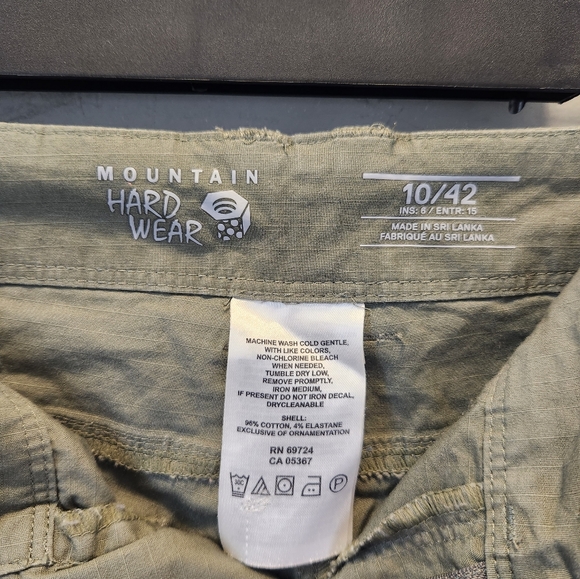 MOUNTAIN
HARD
WEAR
10/42
INS: 6 / ENTR: 15
MADE IN SRI LANKA
FABRIQUÉ AU SRI LANKA
MACHINE WASH COLD GENTLE,
WITH LIKE COLORS,
NON-CHLORINE BLEACH
WHEN NEEDED,
TUMBLE DRY LOW,
REMOVE PROMPTLY,
IRON MEDIUM,
IF PRESENT DO NOT IRON DECAL,
DRYCLEANABLE
SHELL:
96% COTTON, 4% ELASTANE
EXCLUSIVE OF ORNAMENTATION
RN 69724
CA 05367
P